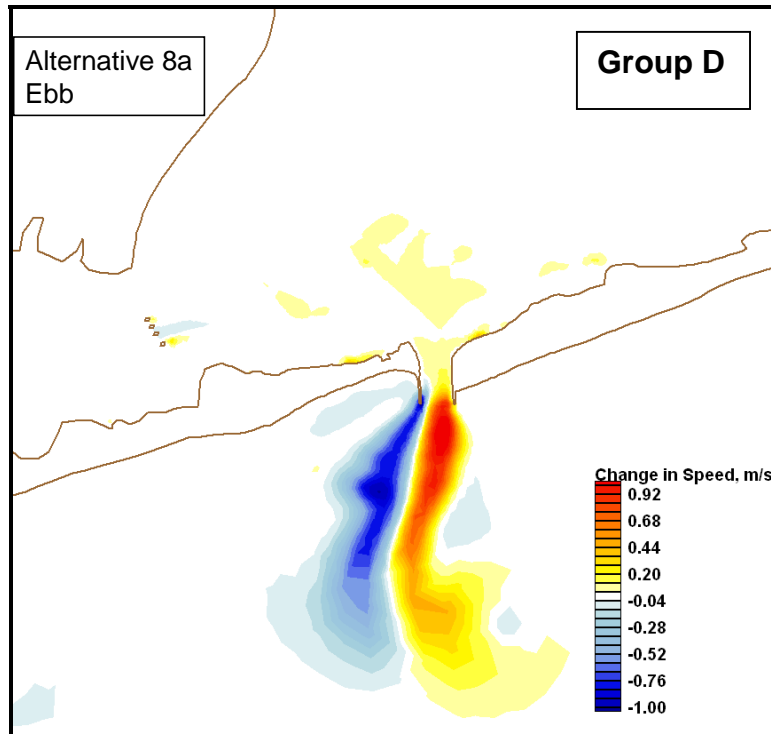 Alternative 8a
Ebb
Group D
Change in Speed, m/s
0.92
0.68
0.44
0.20
-0.04
-0.28
-0.52
-0.76
-1.00